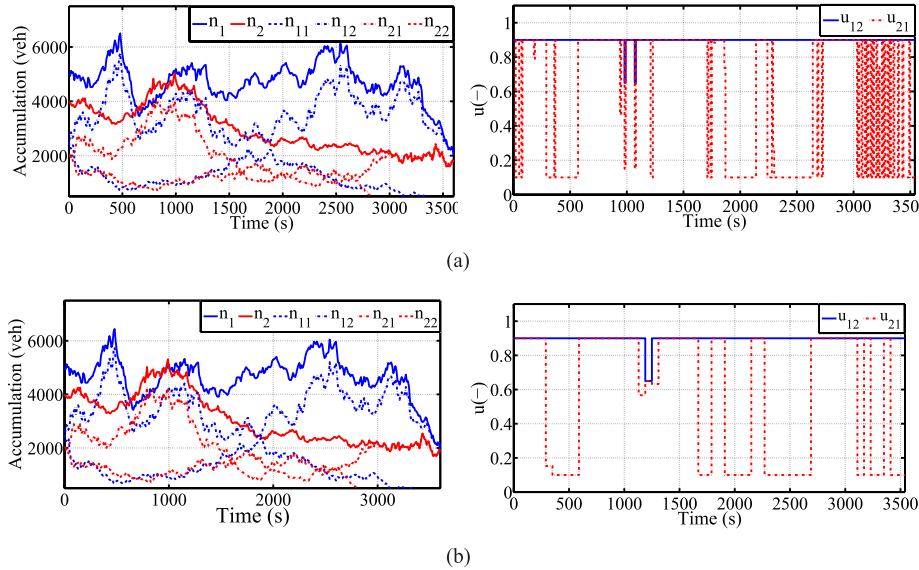 n1 n2 n11 n12 n21 n22
Accumulation (veh)
6000
4000
2000
0 500 1000 1500 2000 2500 3000 3500
Time (s)
u12 u21
u(−)
1
0.8
0.6
0.4
0.2
0
0 500 1000 1500 2000 2500 3000 3500
Time (s)
(a)
n1 n2 n11 n12 n21 n22
Accumulation (veh)
6000
4000
2000
0 1000 2000 3000
Time (s)
u12 u21
u(−)
1
0.8
0.6
0.4
0.2
0
0 500 1000 1500 2000 2500 3000 3500
Time (s)
(b)